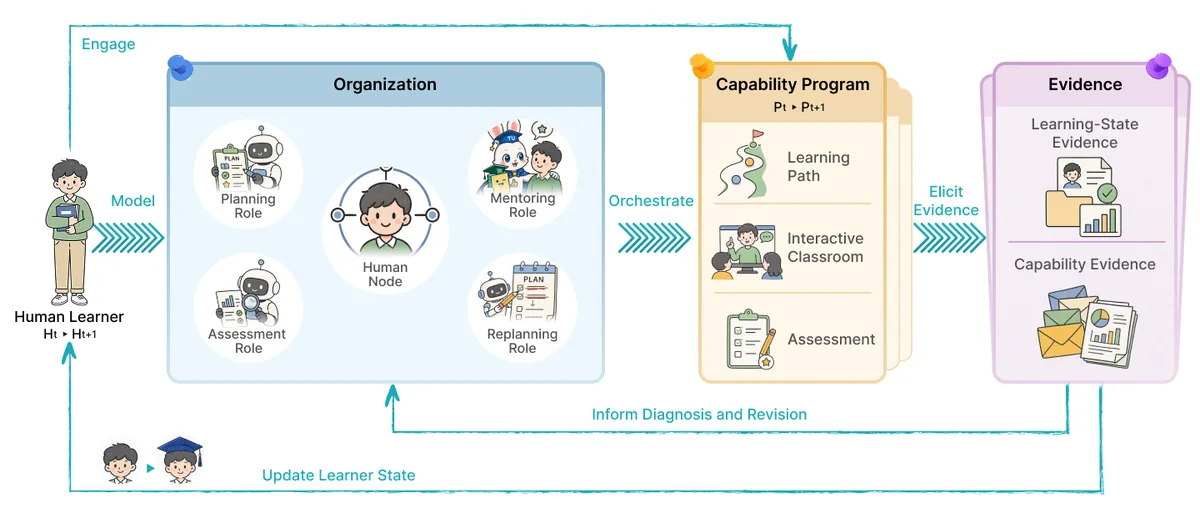 Engage
Organization
Capability Program
Pt ▸ Pt+1
Evidence
Learning-State
Evidence
PLAN
Planning
Role
TU
Mentoring
Role
Learning
Path
Model
Orchestrate
Elicit
Evidence
Human
Node
Interactive
Classroom
Capability Evidence
PLAN
Human Learner
Ht ▸ Ht+1
Assessment
Role
Replanning
Role
Assessment
Inform Diagnosis and Revision
Update Learner State